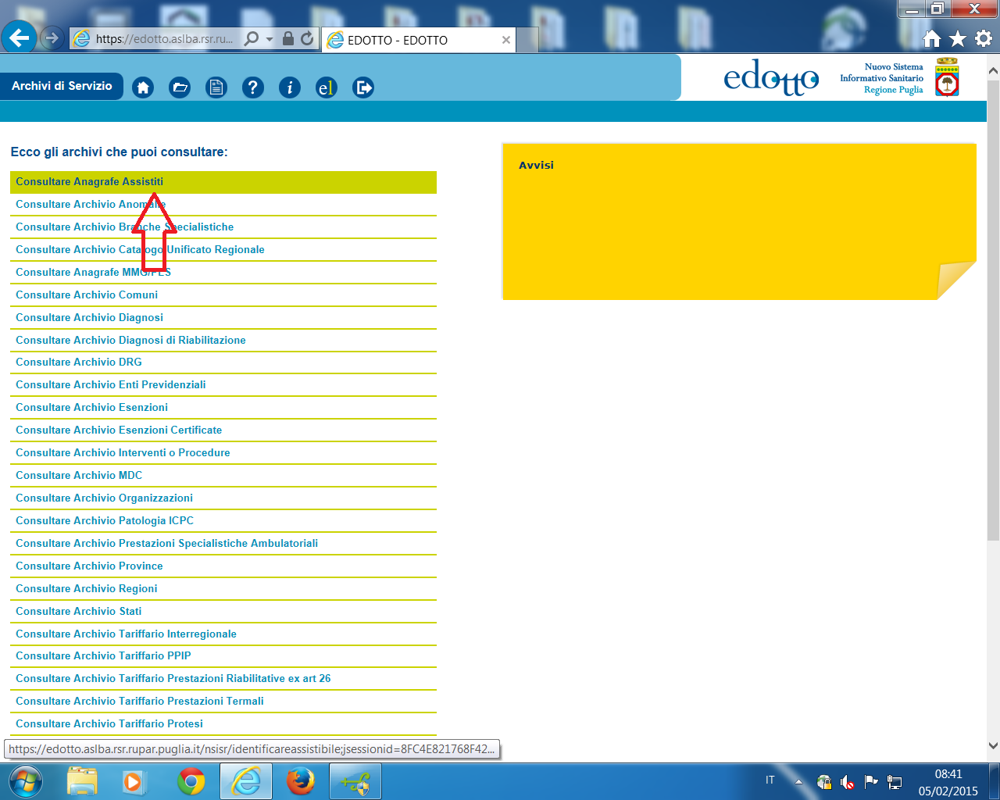 https://edotto.aslba.rsr.ru...
EDOTTO - EDOTTO
Archivi di Servizio
?
i
el
edotto
Nuovo Sistema
Informativo Sanitario
Regione Puglia
Ecco gli archivi che puoi consultare:
Consultare Anagrafe Assistiti
Consultare Archivio Anomalie
Consultare Archivio Branche Specialistiche
Consultare Archivio Catalogo Unificato Regionale
Consultare Anagrafe MMG/PLS
Consultare Archivio Comuni
Consultare Archivio Diagnosi
Consultare Archivio Diagnosi di Riabilitazione
Consultare Archivio DRG
Consultare Archivio Enti Previdenziali
Consultare Archivio Esenzioni
Consultare Archivio Esenzioni Certificate
Consultare Archivio Interventi o Procedure
Consultare Archivio MDC
Consultare Archivio Organizzazioni
Consultare Archivio Patologia ICPC
Consultare Archivio Prestazioni Specialistiche Ambulatoriali
Consultare Archivio Province
Consultare Archivio Regioni
Consultare Archivio Stati
Consultare Archivio Tariffario Interregionale
Consultare Archivio Tariffario PPIP
Consultare Archivio Tariffario Prestazioni Riabilitative ex art 26
Consultare Archivio Tariffario Prestazioni Termali
Consultare Archivio Tariffario Protesi
Avvisi
https://edotto.aslba.rsr.rupar.puglia.it/nsisr/identificareassistibile;jsessionid=8FC4E821768F42...
IT
08:41
05/02/2015